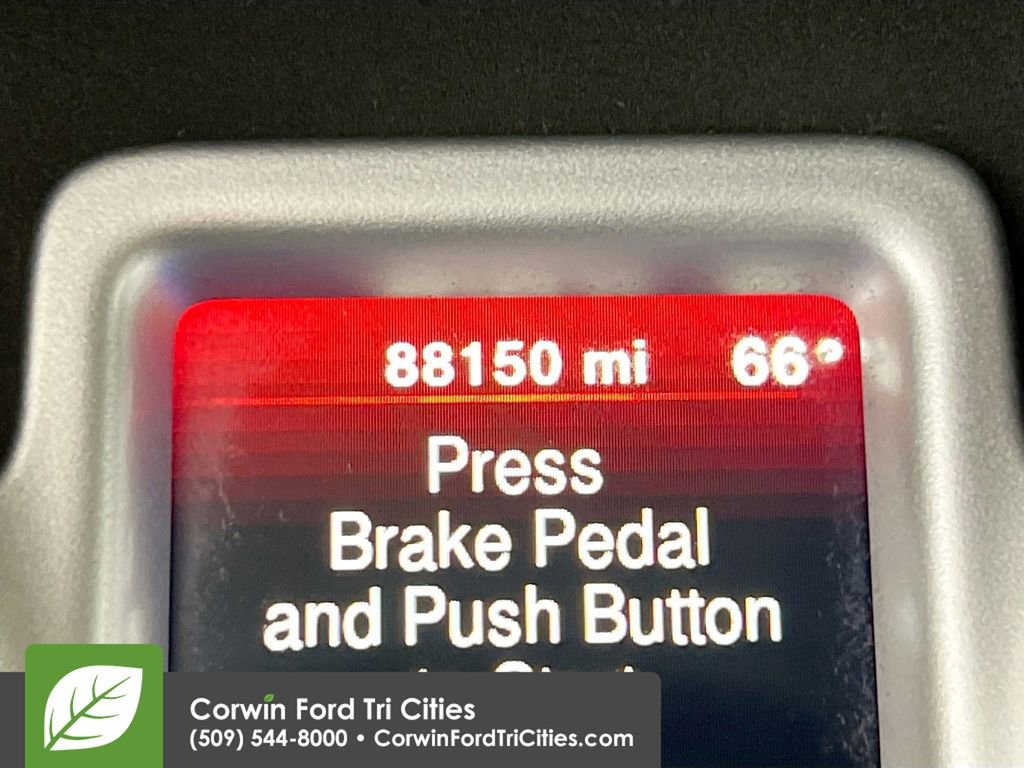 88150 mi 66°
Press
Brake Pedal
and Push Button
Corwin Ford Tri Cities
(509) 544-8000 • CorwinFordTriCities.com